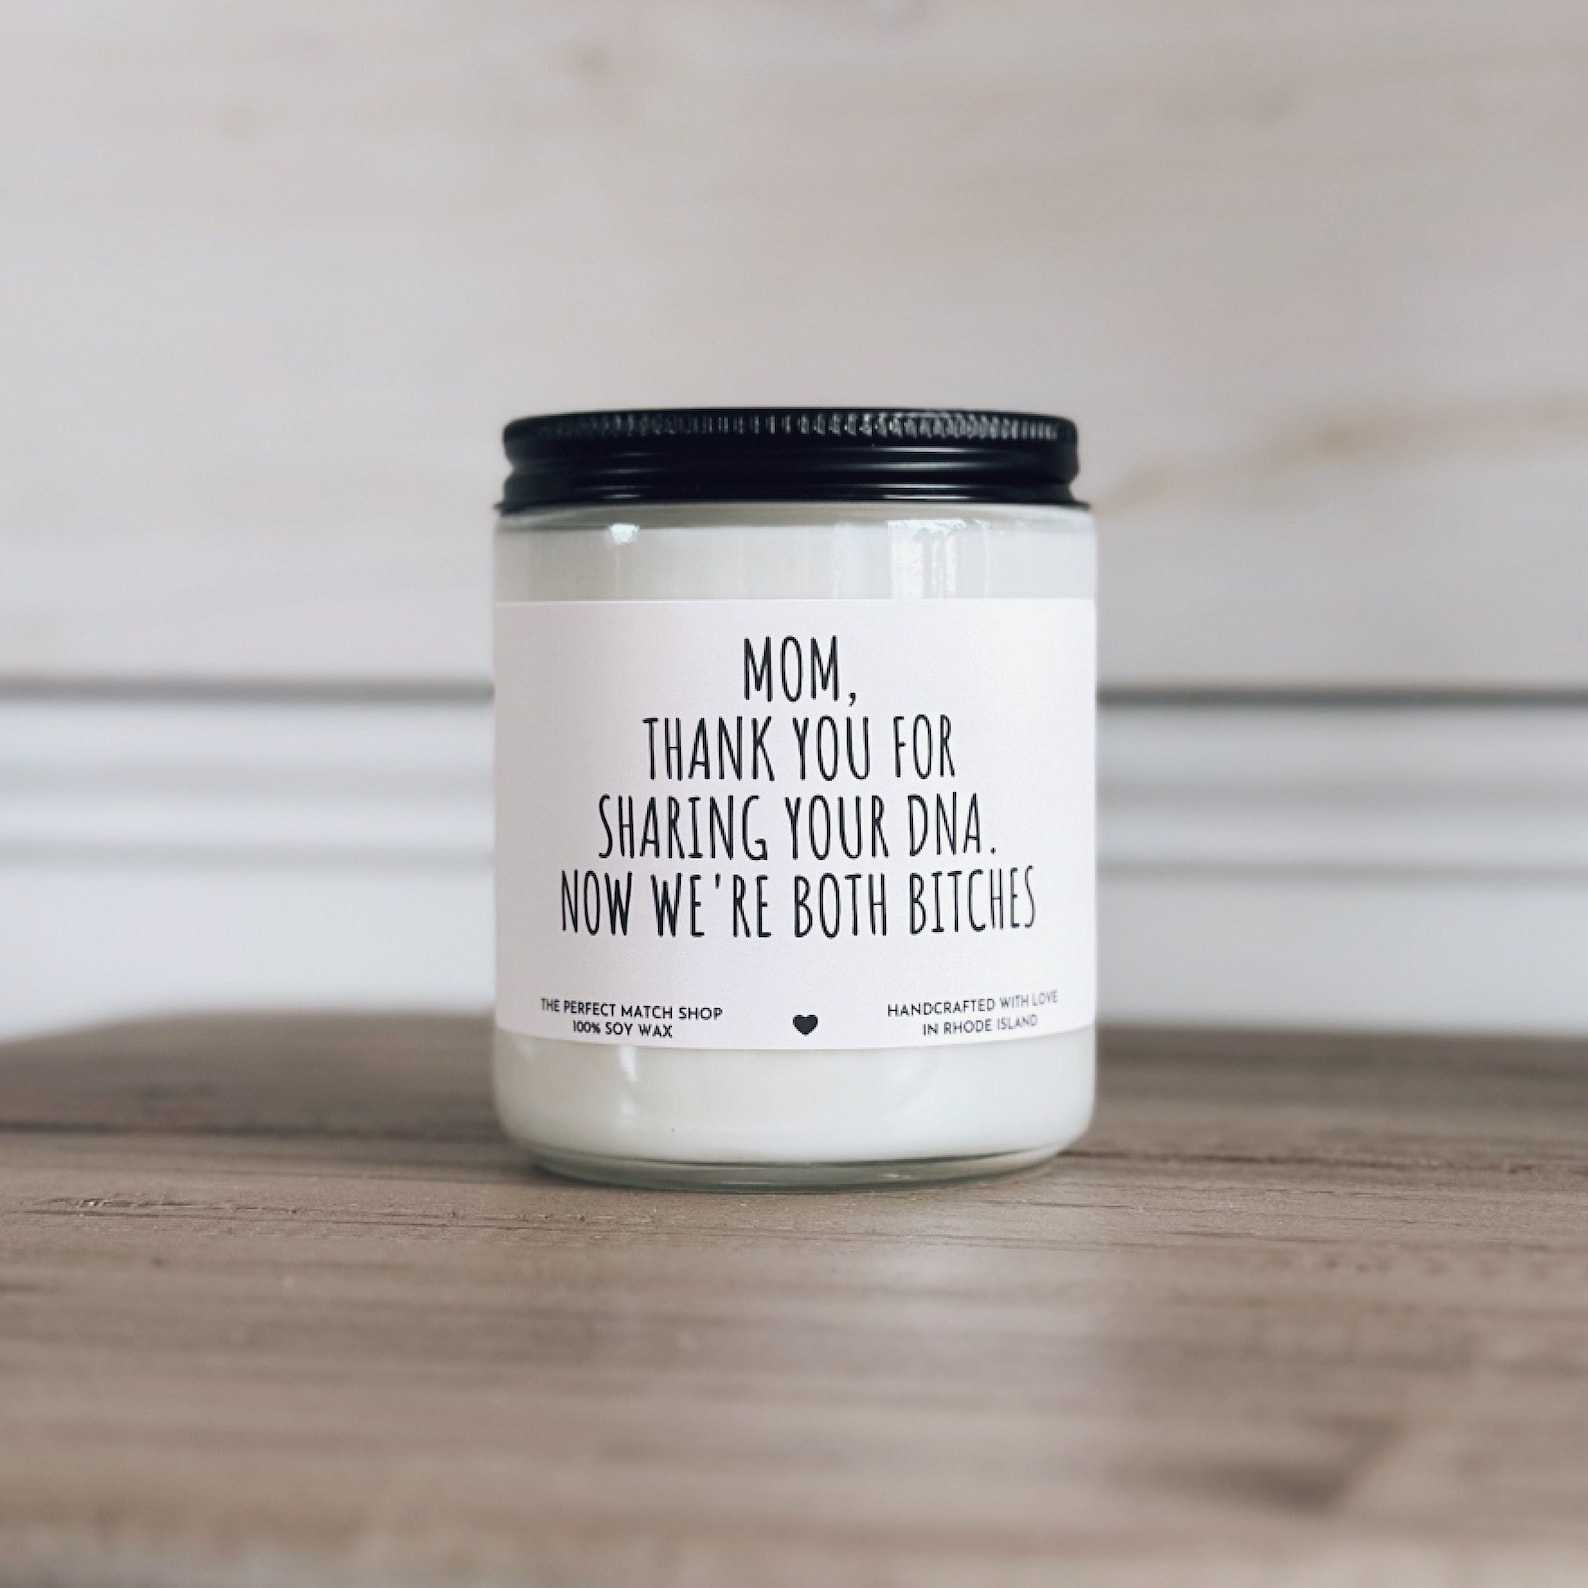 MOM,
THANK YOU FOR
SHARING YOUR DNA.
NOW WE'RE BOTH BITCHES
THE PERFECT MATCH SHOP
100% SOY WAX
HANDCRAFTED WITH LOVE
IN RHODE ISLAND